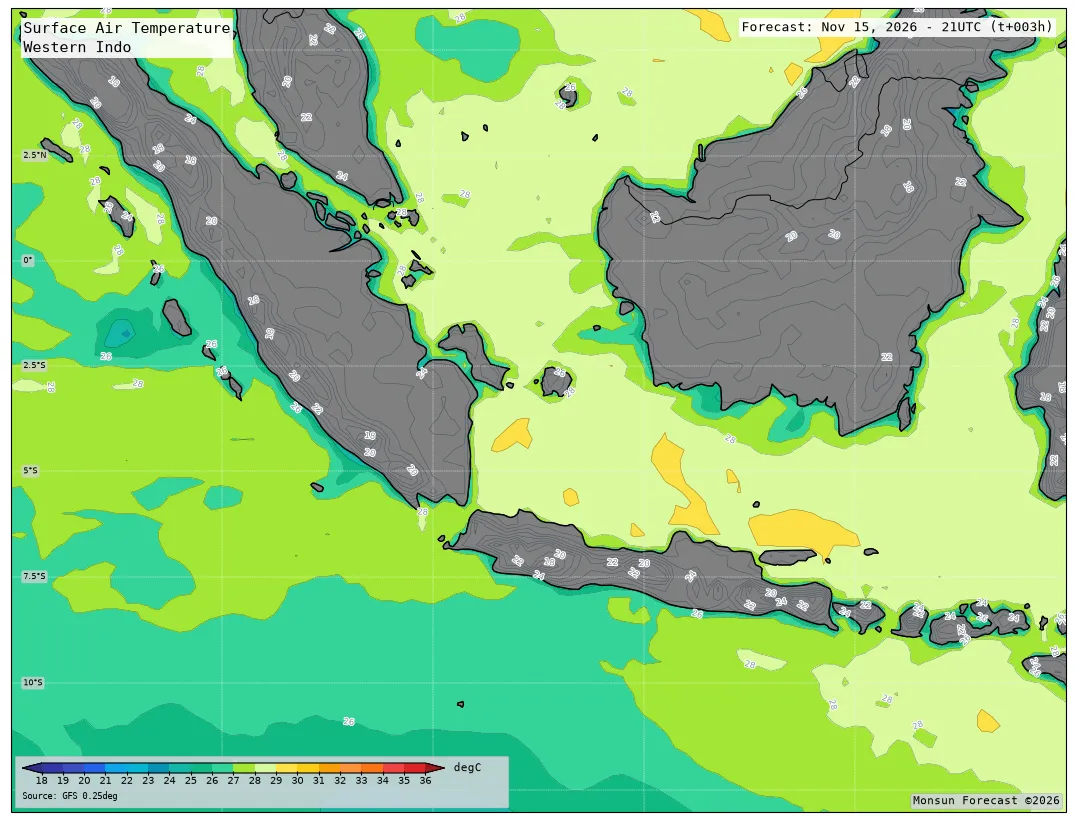 Surface Air Temperature
Western Indo
Forecast: Nov 15, 2026 - 21UTC (t+003h)
2.5°N
0°
2.5°S
5°S
7.5°S
10°S
degC
18 19 20 21 22 23 24 25 26 27 28 29 30 31 32 33 34 35 36
Source: GFS 0.25deg
Monsun Forecast ©2026